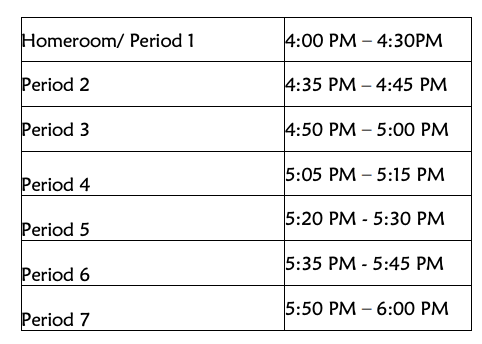 Homeroom/ Period 1 4:00 PM – 4:30PM
Period 2 4:35 PM – 4:45 PM
Period 3 4:50 PM – 5:00 PM
Period 4 5:05 PM – 5:15 PM
Period 5 5:20 PM - 5:30 PM
Period 6 5:35 PM - 5:45 PM
Period 7 5:50 PM – 6:00 PM